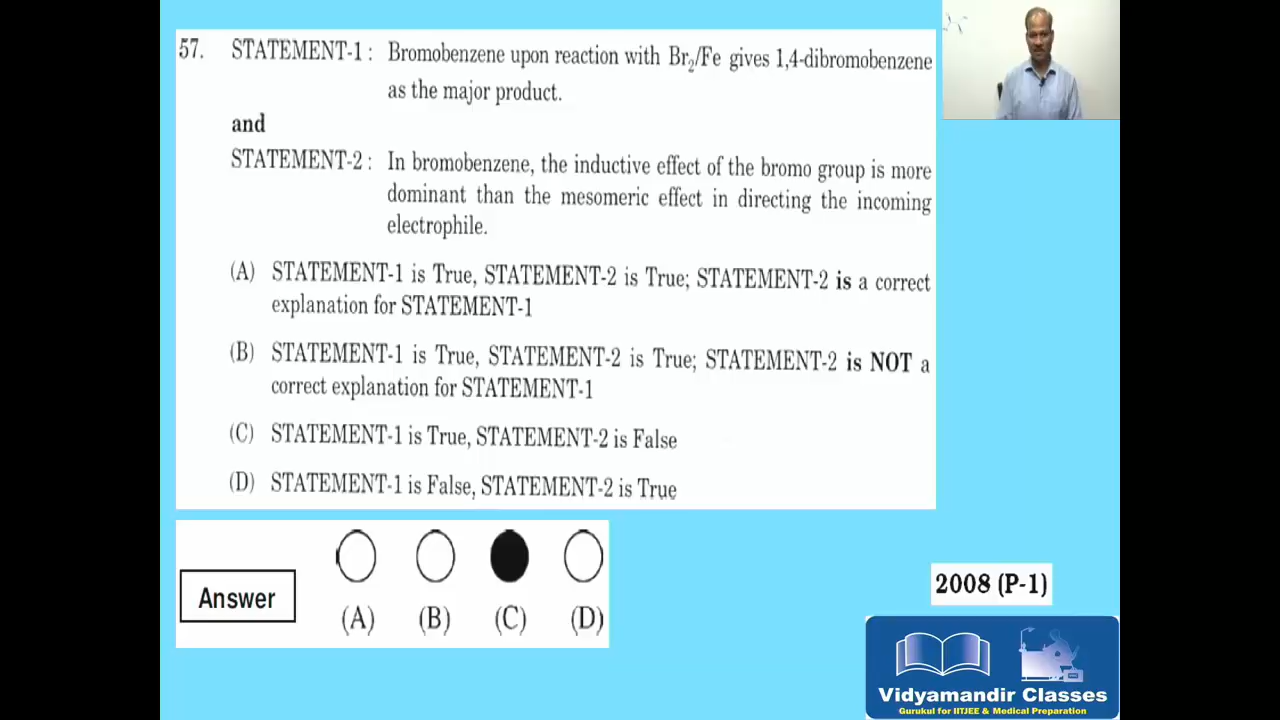 57. STATEMENT-1 : Bromobenzene upon reaction with Br₂/Fe gives 1,4-dibromobenzene
as the major product.
and
STATEMENT-2 : In bromobenzene, the inductive effect of the bromo group is more
dominant than the mesomeric effect in directing the incoming
electrophile.
(A) STATEMENT-1 is True, STATEMENT-2 is True; STATEMENT-2 is a correct
explanation for STATEMENT-1
(B) STATEMENT-1 is True, STATEMENT-2 is True; STATEMENT-2 is NOT a
correct explanation for STATEMENT-1
(C) STATEMENT-1 is True, STATEMENT-2 is False
(D) STATEMENT-1 is False, STATEMENT-2 is True
Answer
(A) (B) (C) (D)
2008 (P-1)
Vidyamandir Classes
Gurukul for IITJEE & Medical Preparation